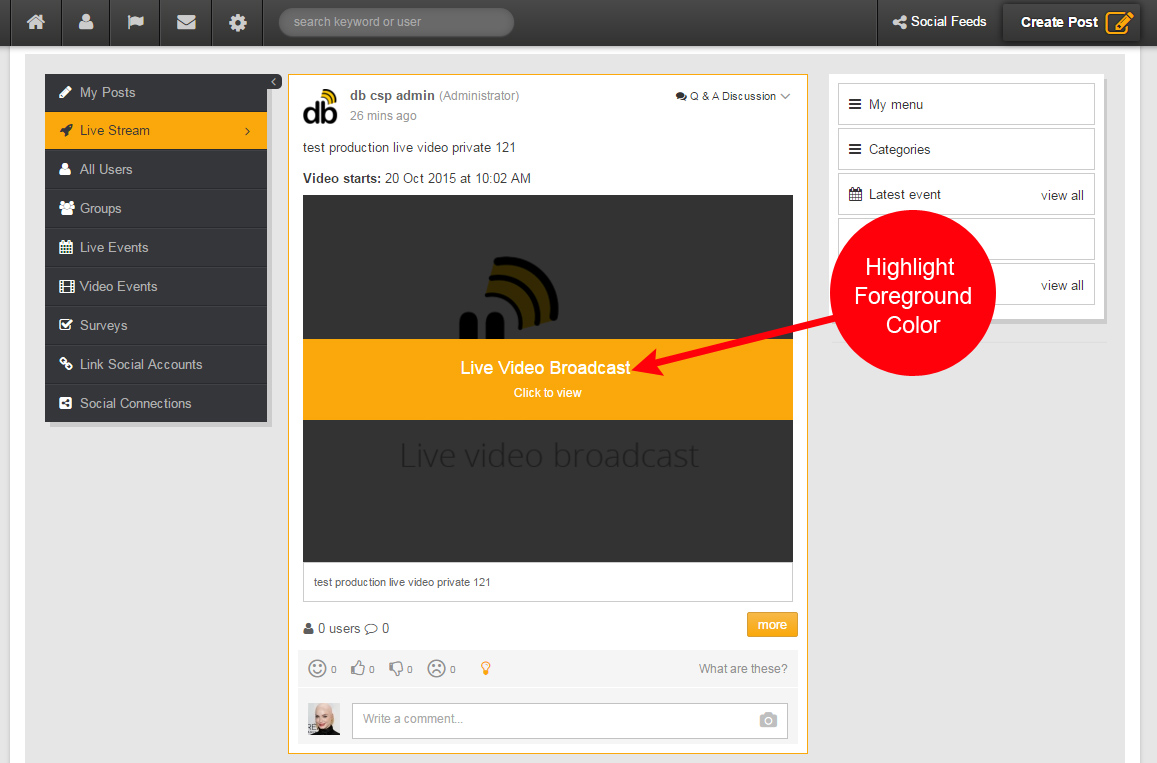 search keyword or user
Social Feeds
Create Post
My Posts
Live Stream
All Users
Groups
Live Events
Video Events
Surveys
Link Social Accounts
Social Connections
db
db csp admin (Administrator)
26 mins ago
Q & A Discussion
test production live video private 121
Video starts: 20 Oct 2015 at 10:02 AM
Live Video Broadcast
Click to view
Live video broadcast
test production live video private 121
0 users 0
more
0 0 0 0
What are these?
Write a comment...
My menu
Categories
Latest event
view all
view all
Highlight
Foreground
Color